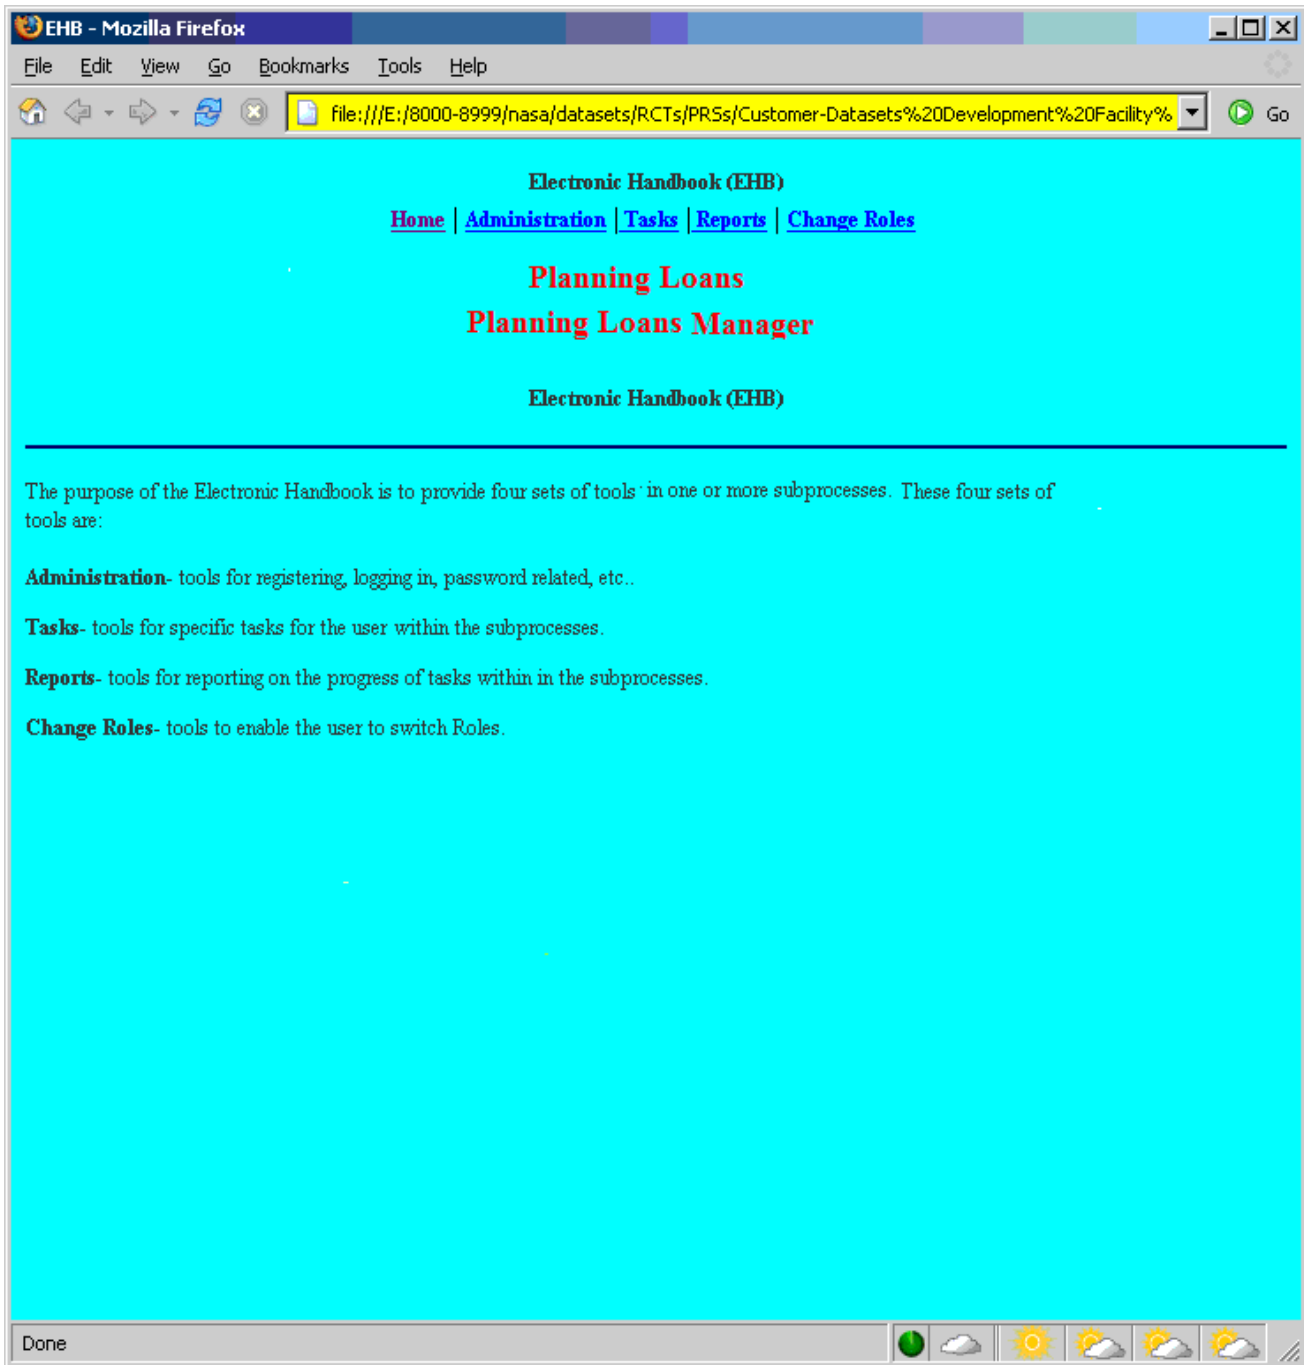 EHB - Mozilla Firefox
File Edit View Go Bookmarks Tools Help
file:///E:/8000-8999/nasa/datasets/RCTs/PRSs/Customer-Datasets%20Development%20Facility% Go
Electronic Handbook (EHB)
Home | Administration | Tasks | Reports | Change Roles
Planning Loans
Planning Loans Manager
Electronic Handbook (EHB)
The purpose of the Electronic Handbook is to provide four sets of tools in one or more subprocesses. These four sets of
tools are:
Administration- tools for registering, logging in, password related, etc..
Tasks- tools for specific tasks for the user within the subprocesses.
Reports- tools for reporting on the progress of tasks within in the subprocesses.
Change Roles- tools to enable the user to switch Roles.
Done